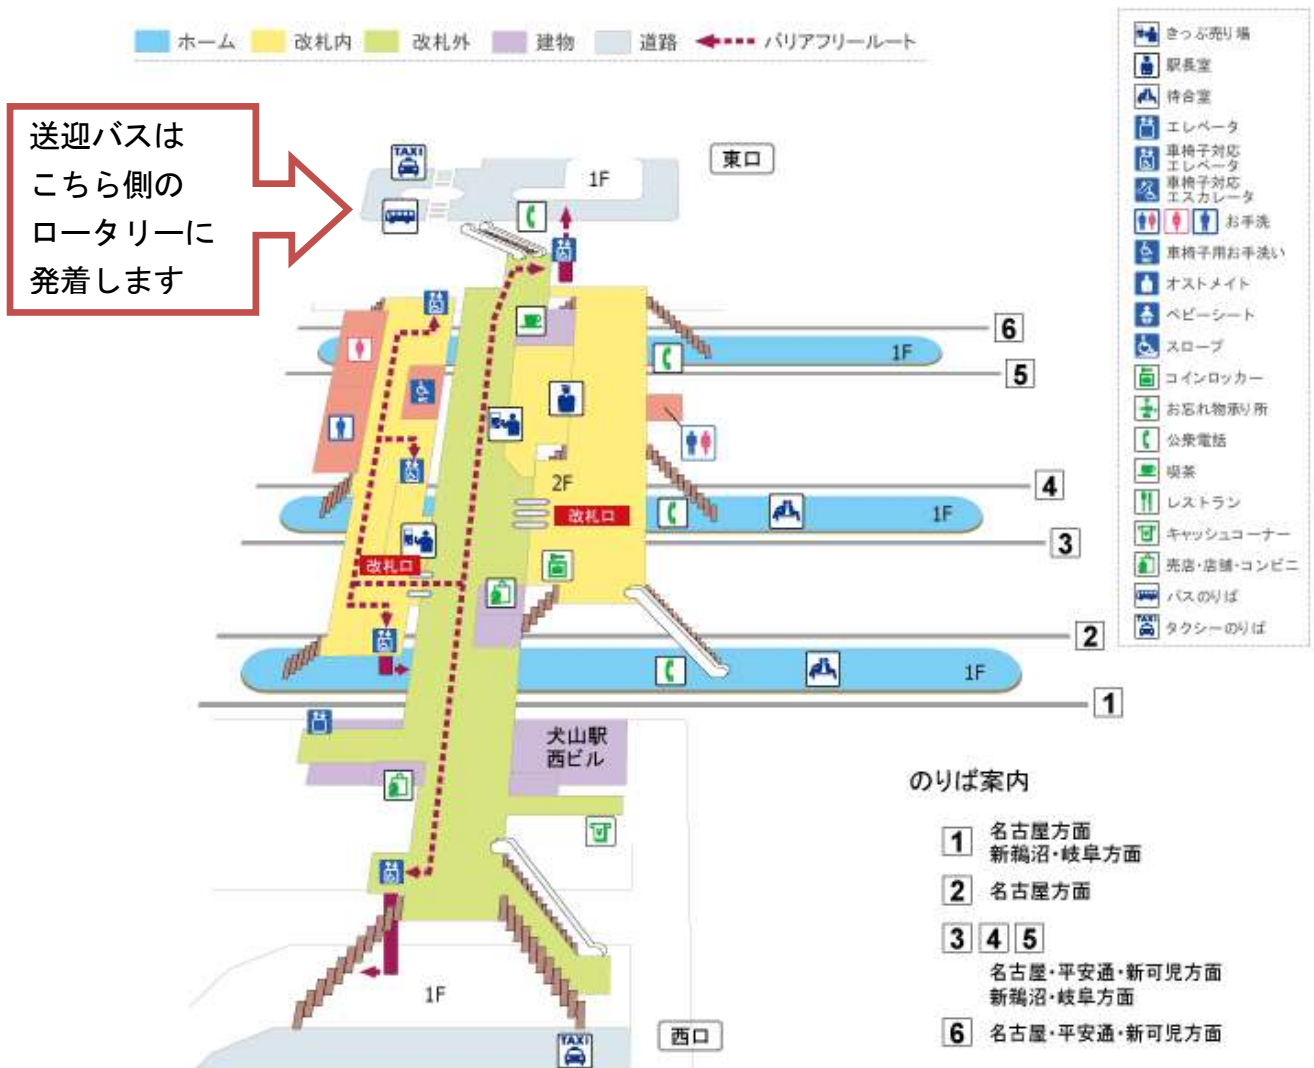 ホーム 改札内 改札外 建物 道路 バリアフリールート
送迎バスは
こちら側の
ロータリーに
発着します
TAXI
東口
1F
6
1F
5
4
2F
改札口
1F
3
改札口
2
1F
1
犬山駅
西ビル
1F
西口
TAXI
きっぷ売り場
駅長室
待合室
エレベータ
車椅子対応
エレベータ
車椅子対応
エスカレータ
お手洗
車椅子用お手洗い
オストメイト
ベビーシート
スロープ
コインロッカー
お忘れ物承り所
公衆電話
喫茶
レストラン
キャッシュコーナー
売店・店舗・コンビニ
バスのりば
TAXI タクシーのりば
のりば案内
1 名古屋方面
新鵜沼・岐阜方面
2 名古屋方面
3 4 5
名古屋・平安通・新可児方面
新鵜沼・岐阜方面
6 名古屋・平安通・新可児方面